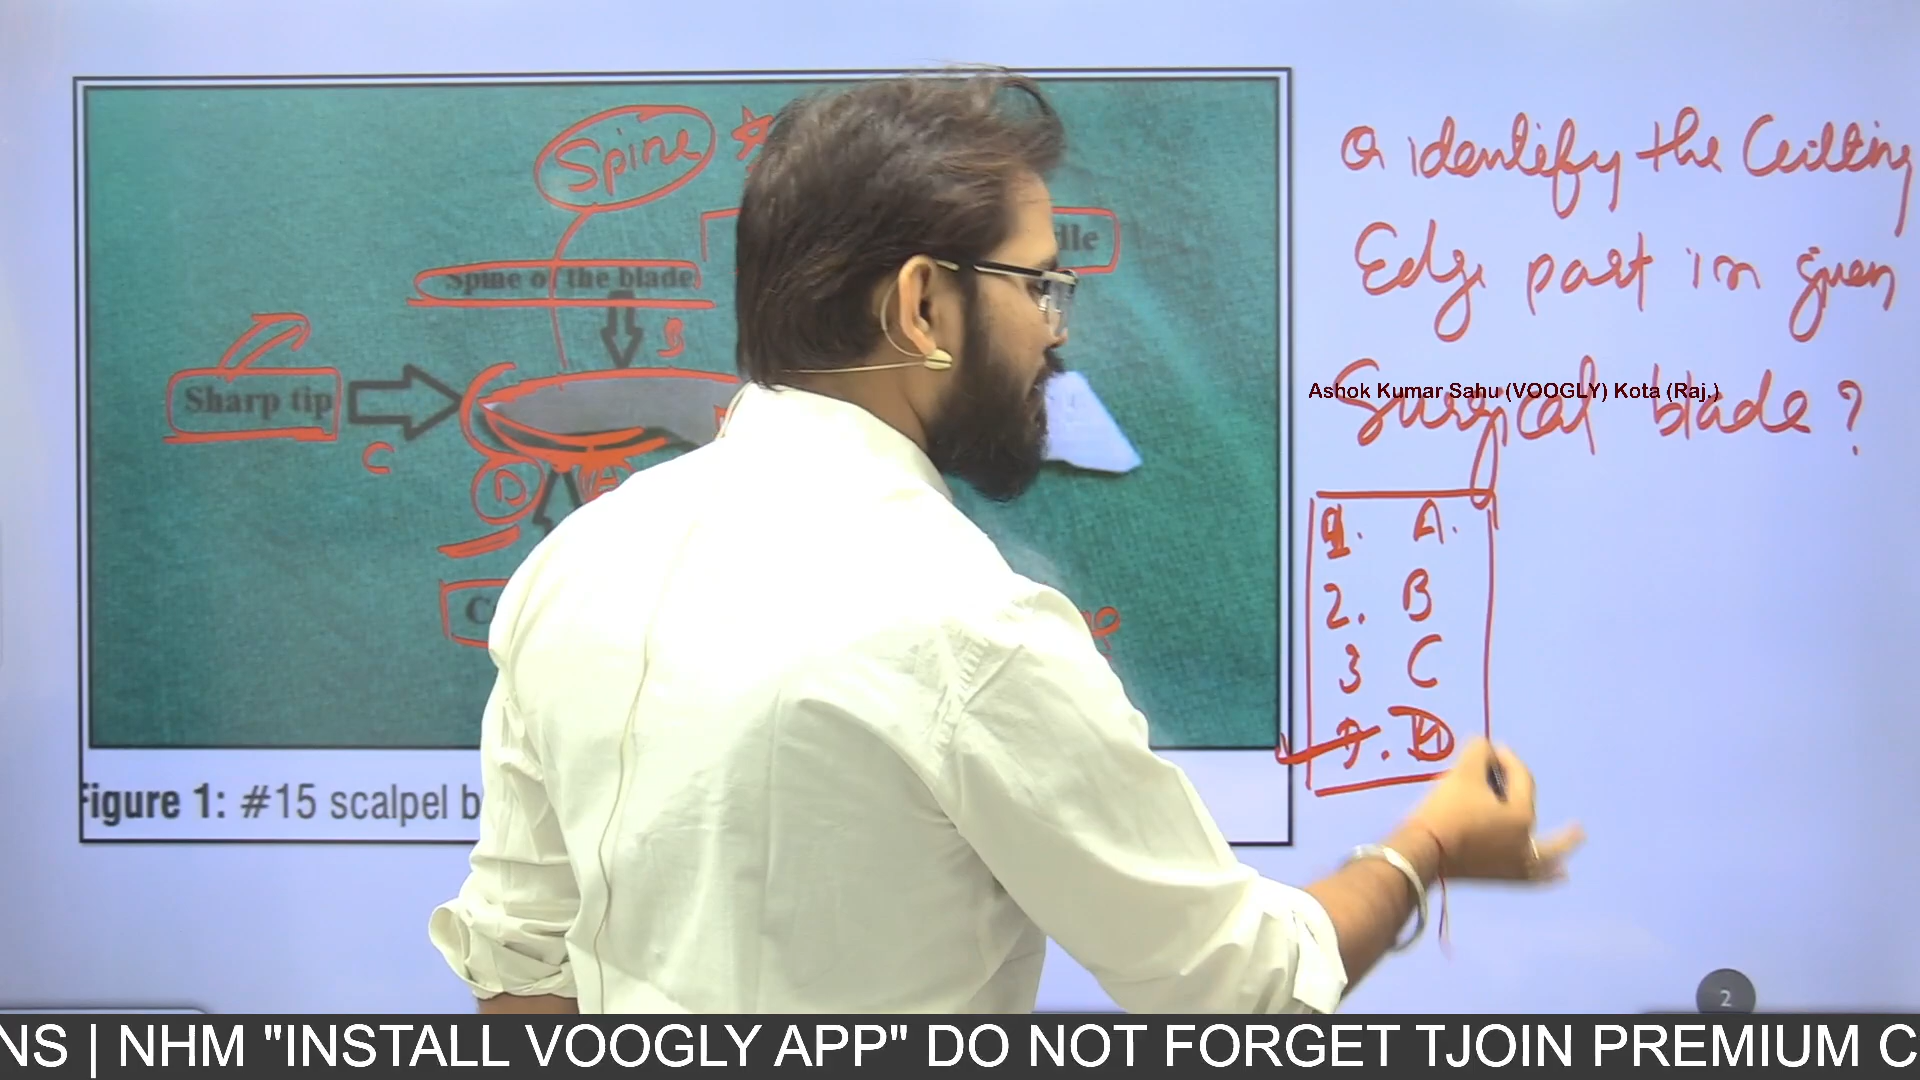 Spine
Spine of the blade
dle
B
Sharp tip
C
D
A
C
Figure 1: #15 scalpel b
Q identify the Cutting
Edge part in given
Surgical blade ?
Ashok Kumar Sahu (VOOGLY) Kota (Raj.)
1. A.
2. B
3 C
D
2
NS | NHM "INSTALL VOOGLY APP" DO NOT FORGET TJOIN PREMIUM C